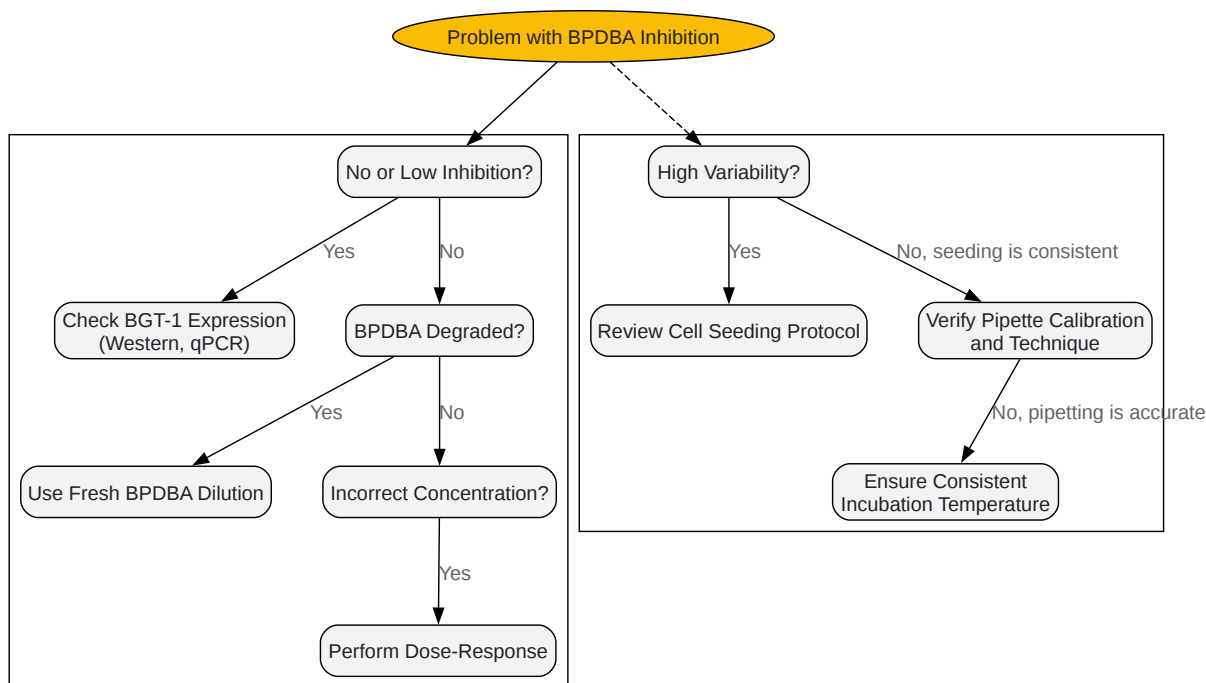 Problem with BPDBA Inhibition
No or Low Inhibition?
High Variability?
Yes
No
Yes
No, seeding is consistent
Check BGT-1 Expression
(Western, qPCR)
BPDBA Degraded?
Review Cell Seeding Protocol
Verify Pipette Calibration
and Technique
Yes
No
No, pipetting is accurate
Use Fresh BPDBA Dilution
Incorrect Concentration?
Ensure Consistent
Incubation Temperature
Yes
Perform Dose-Response